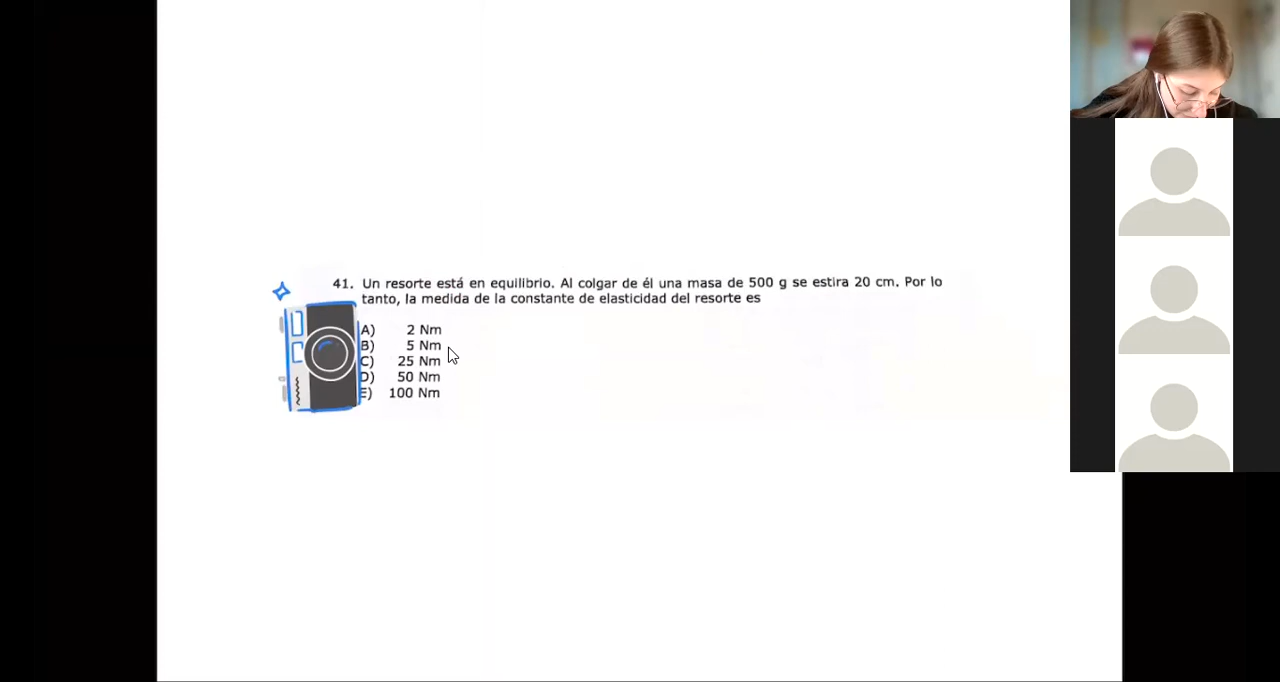 41. Un resorte está en equilibrio. Al colgar de él una masa de 500 g se estira 20 cm. Por lo
tanto, la medida de la constante de elasticidad del resorte es
A) 2 Nm
B) 5 Nm
C) 25 Nm
D) 50 Nm
E) 100 Nm